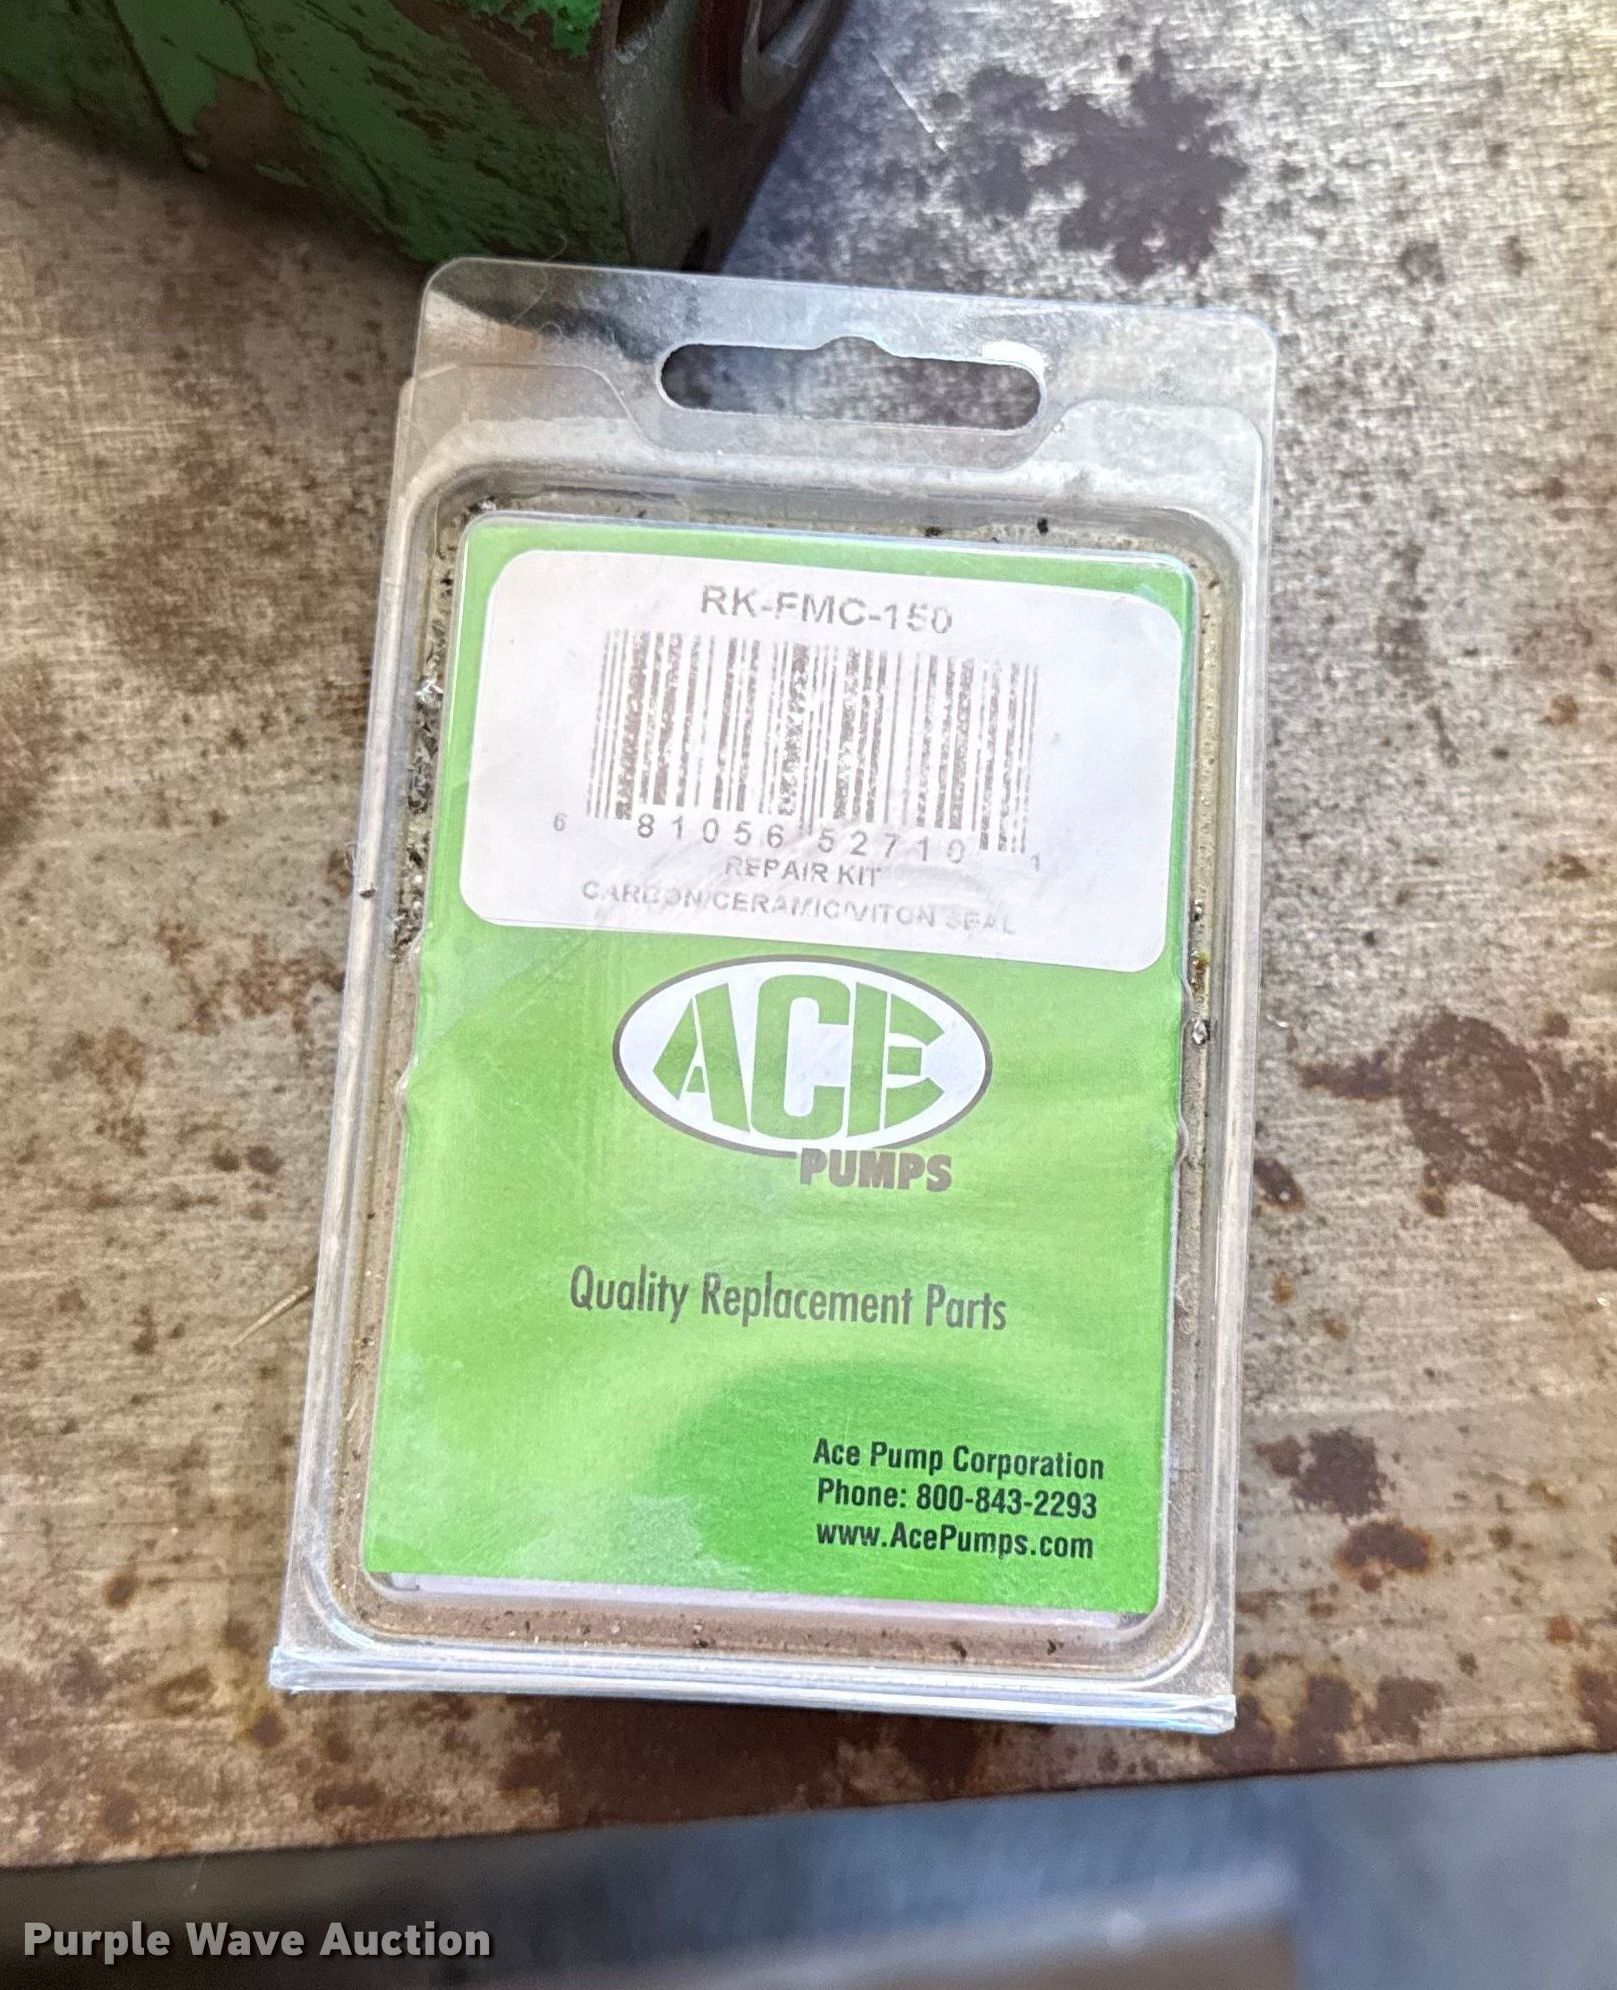 RK-FMC-150
6 81056 52710 1
REPAIR KIT
CARBON/CERAMIC/VITON SEAL
ACE
PUMPS
Quality Replacement Parts
Ace Pump Corporation
Phone: 800-843-2293
www.AcePumps.com
Purple Wave Auction